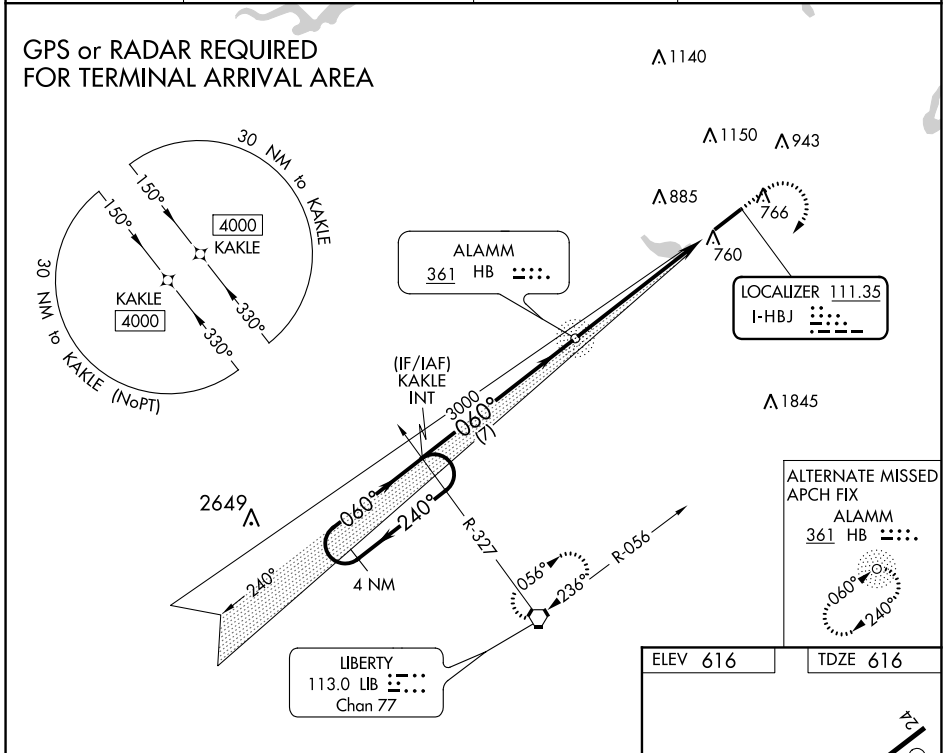 GPS or RADAR REQUIRED
FOR TERMINAL ARRIVAL AREA
1140
1150
943
885
766
760
30 NM to KAKLE
150°
4000
KAKLE
330°
150°
KAKLE
4000
330°
30 NM to KAKLE (NoPT)
ALAMM
361 HB
LOCALIZER 111.35
I-HBJ
(IF/IAF)
KAKLE
INT
3000
060°
(7)
1845
2649
060°
240°
240°
4 NM
R-327
R-056
056°
236°
LIBERTY
113.0 LIB
Chan 77
ALTERNATE MISSED
APCH FIX
ALAMM
361 HB
060°
240°
ELEV 616
TDZE 616
24